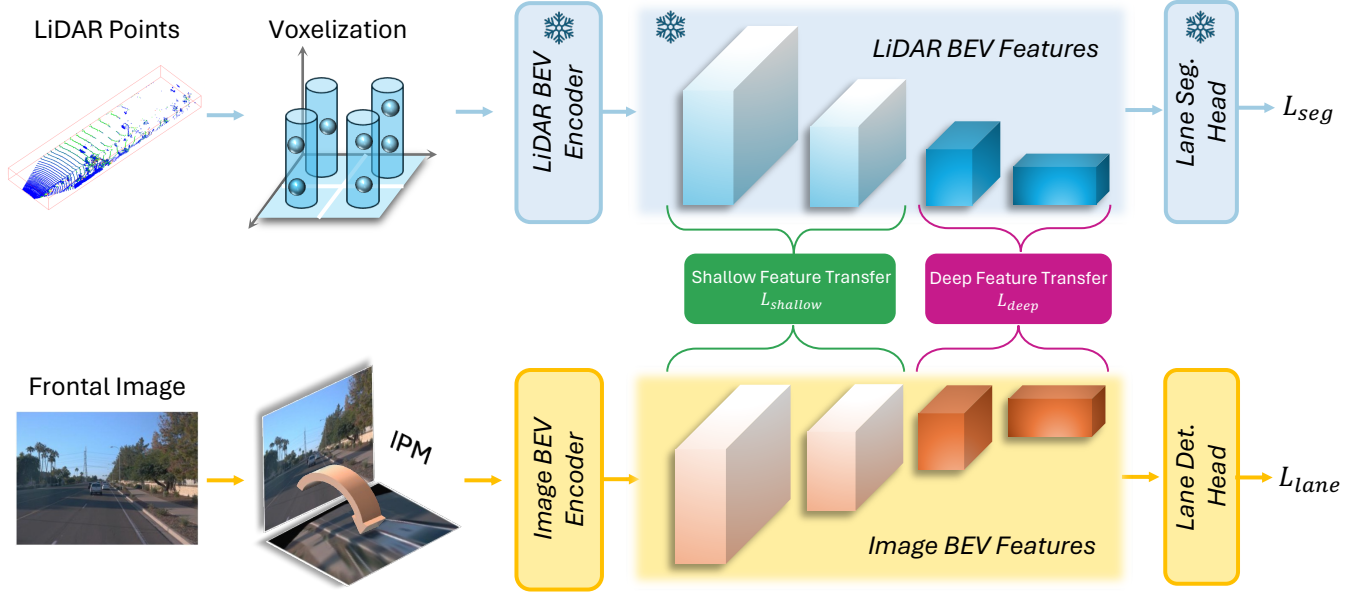 LiDAR Points
Voxelization
LiDAR BEV
Encoder
LiDAR BEV Features
Lane Seg.
Head
L_seg
Shallow Feature Transfer
L_shallow
Deep Feature Transfer
L_deep
Frontal Image
IPM
Image BEV
Encoder
Image BEV Features
Lane Det.
Head
L_lane